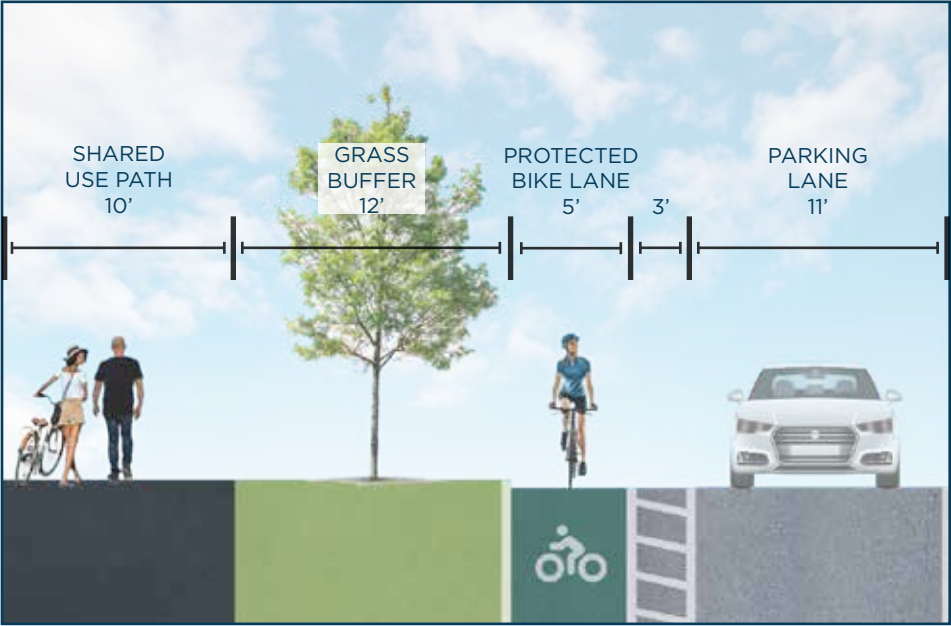 SHARED
USE PATH
10’
GRASS
BUFFER
12’
PROTECTED
BIKE LANE
5’
3’
PARKING
LANE
11’